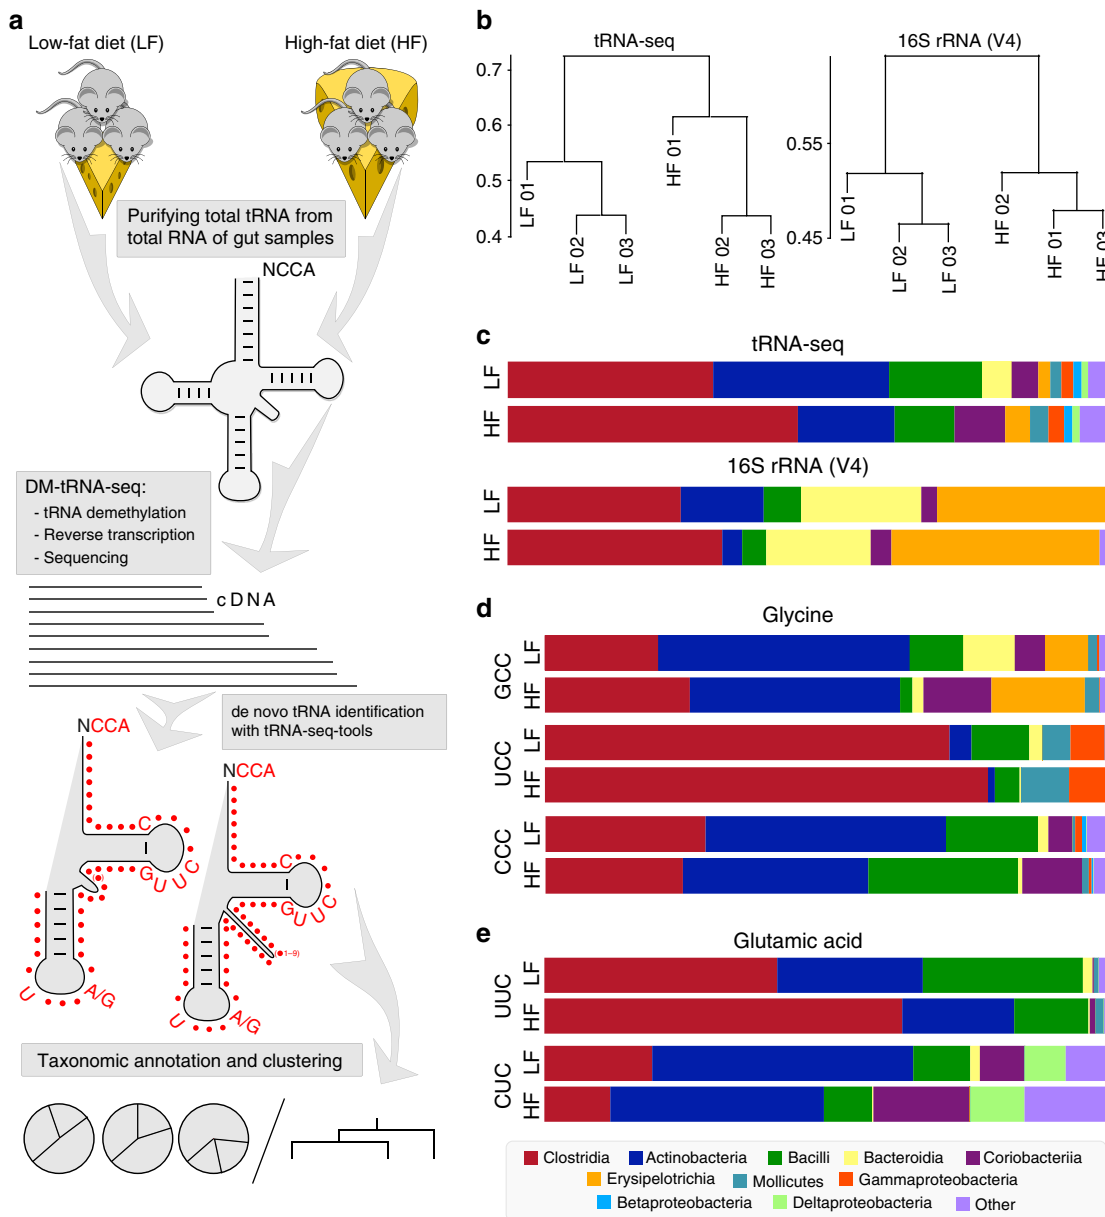 a
Low-fat diet (LF)
High-fat diet (HF)
Purifying total tRNA from
total RNA of gut samples
NCCA
DM-tRNA-seq:
- tRNA demethylation
- Reverse transcription
- Sequencing
cDNA
de novo tRNA identification
with tRNA-seq-tools
NCCA
C
G
U
U
C
U
A/G
NCCA
C
G
U
U
C
(1–9)
U
A/G
Taxonomic annotation and clustering
b
tRNA-seq
0.7
0.6
0.5
0.4
LF 01
LF 02
LF 03
HF 01
HF 02
HF 03
16S rRNA (V4)
0.55
0.45
LF 01
LF 02
LF 03
HF 02
HF 01
HF 03
c
tRNA-seq
LF
HF
16S rRNA (V4)
LF
HF
d
Glycine
GCC
LF
HF
UCC
LF
HF
CCC
LF
HF
e
Glutamic acid
UUC
LF
HF
CUC
LF
HF
Clostridia Actinobacteria Bacilli Bacteroidia Coriobacteriia
Erysipelotrichia Mollicutes Gammaproteobacteria
Betaproteobacteria Deltaproteobacteria Other